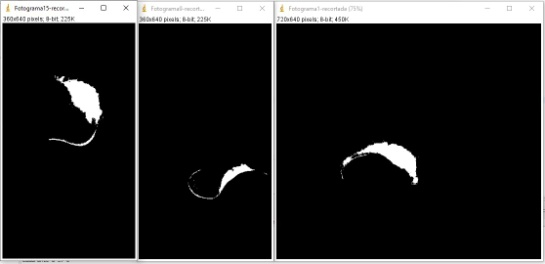 Fotograma15-recor...
360x640 pixels; 8-bit; 225K
Fotograma9-recort...
360x640 pixels; 8-bit; 225K
Fotograma1-recortada (75%)
720x640 pixels; 8-bit; 450K